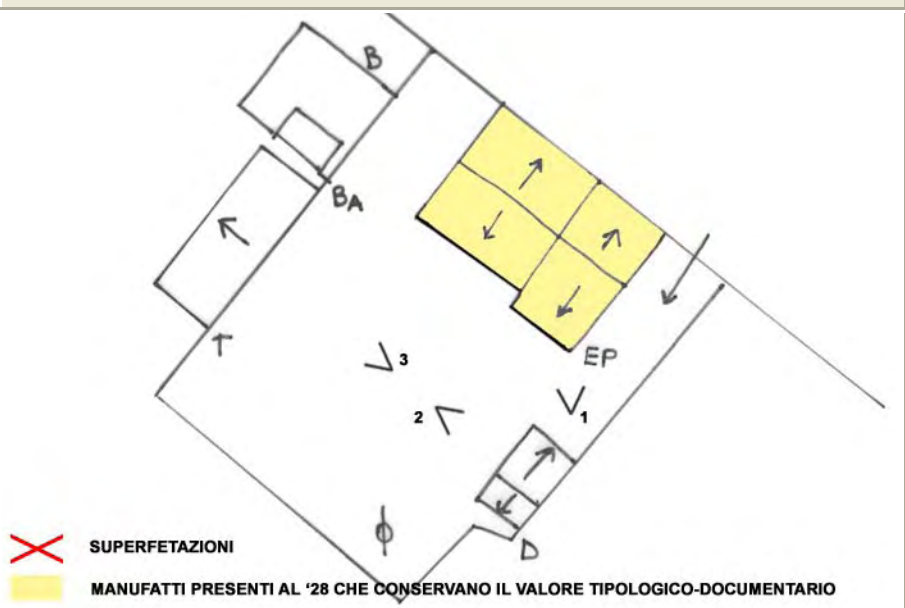 B
BA
T
EP
3
2
1
D
SUPERFETAZIONI
MANUFATTI PRESENTI AL '28 CHE CONSERVANO IL VALORE TIPOLOGICO-DOCUMENTARIO